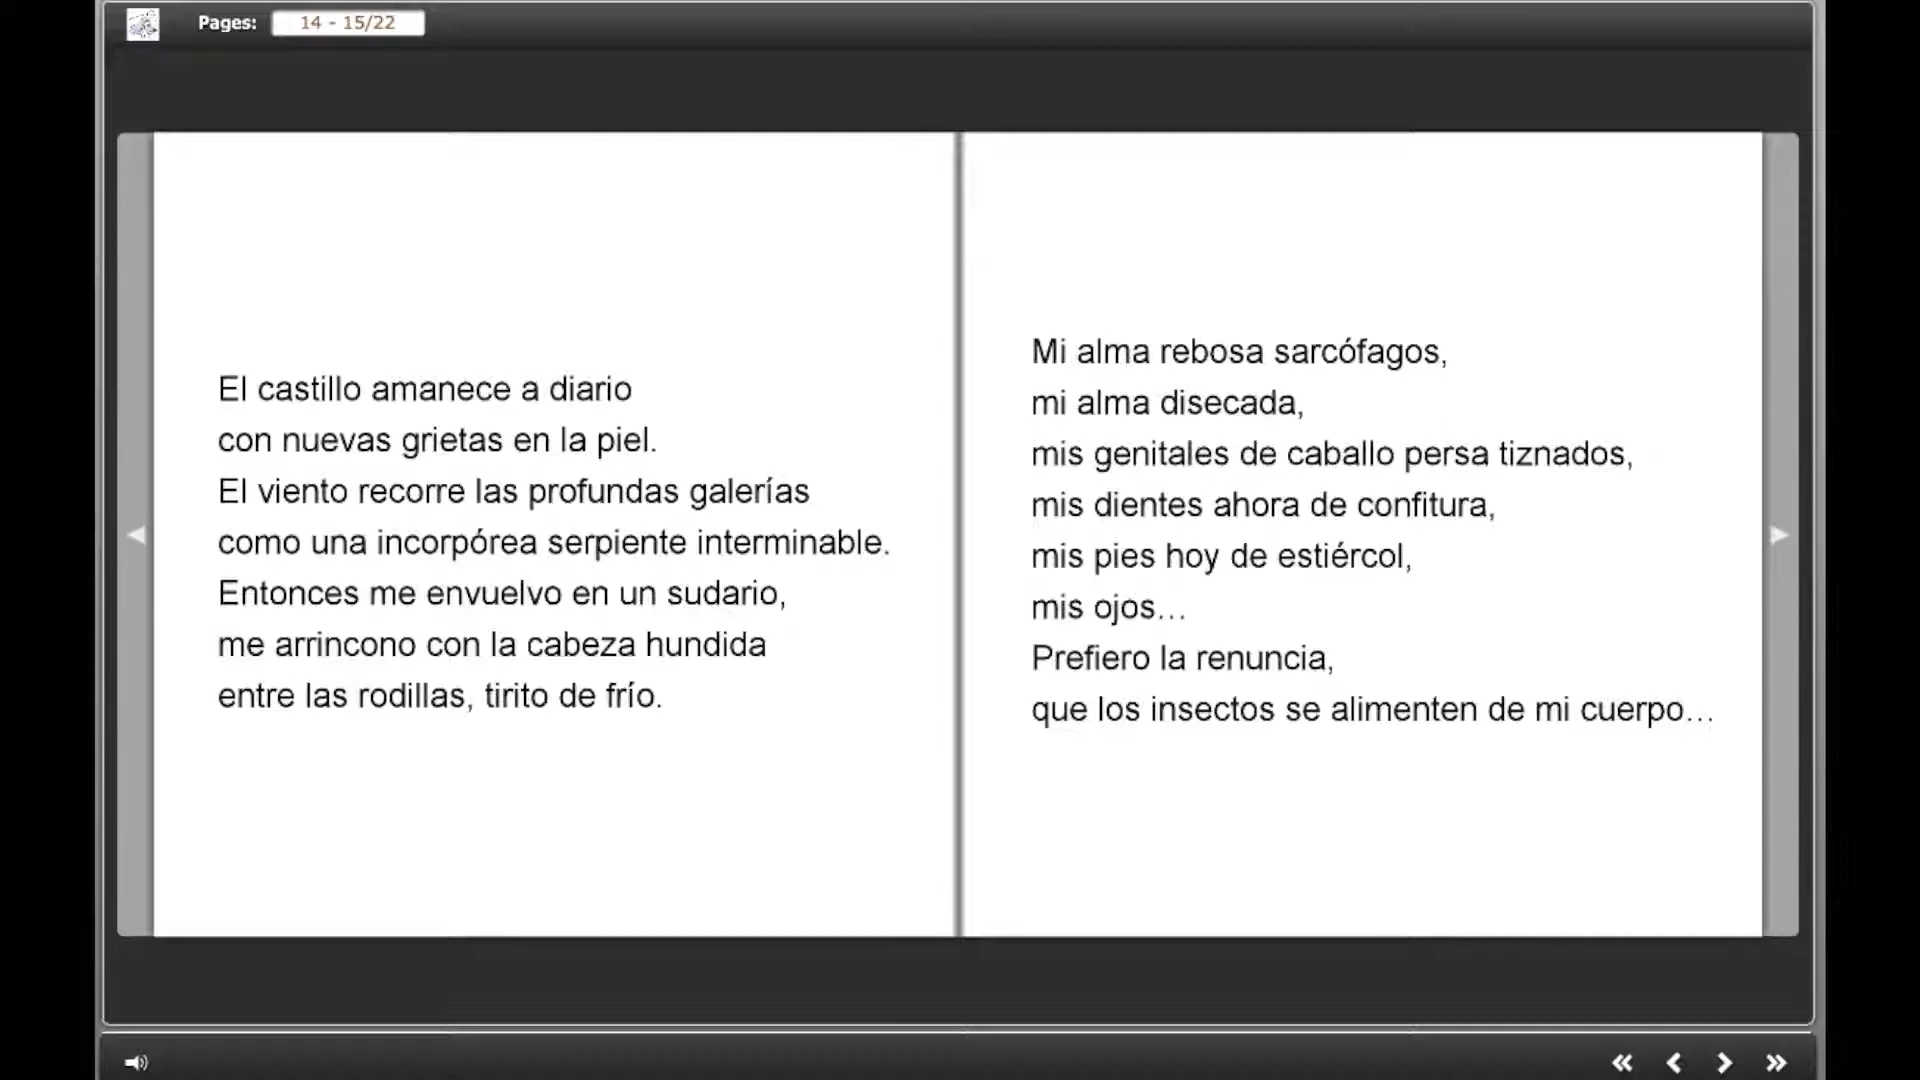 Pages: 14 - 15/22
El castillo amanece a diario
con nuevas grietas en la piel.
El viento recorre las profundas galerías
como una incorpórea serpiente interminable.
Entonces me envuelvo en un sudario,
me arrincono con la cabeza hundida
entre las rodillas, tirito de frío.
Mi alma rebosa sarcófagos,
mi alma disecada,
mis genitales de caballo persa tiznados,
mis dientes ahora de confitura,
mis pies hoy de estiércol,
mis ojos…
Prefiero la renuncia,
que los insectos se alimenten de mi cuerpo…